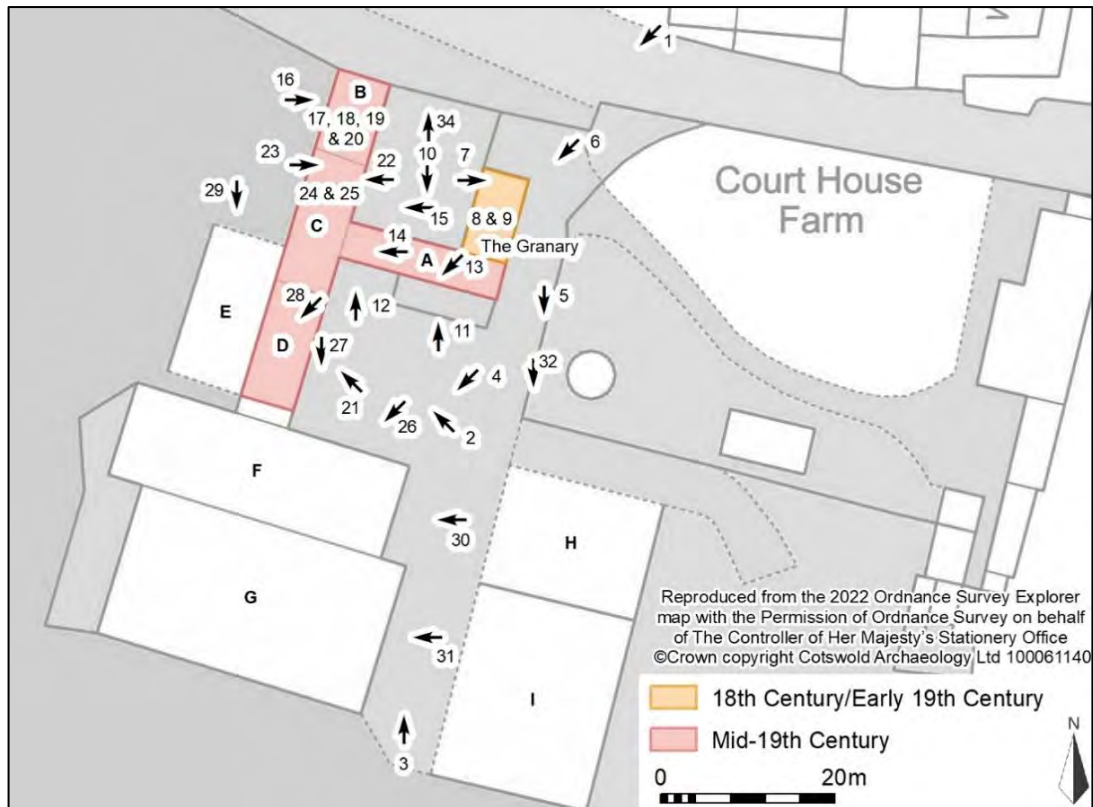 1
16
B
17, 18, 19
& 20
34
10
7
6
23
22
29
24 & 25
15
8 & 9
Court House
Farm
C
14
A
The Granary
13
5
28
12
E
11
D
27
32
4
21
26
2
F
30
H
G
31
I
3
Reproduced from the 2022 Ordnance Survey Explorer
map with the Permission of Ordnance Survey on behalf
of The Controller of Her Majesty's Stationery Office
©Crown copyright Cotswold Archaeology Ltd 100061140
18th Century/Early 19th Century
Mid-19th Century
0
20m
N